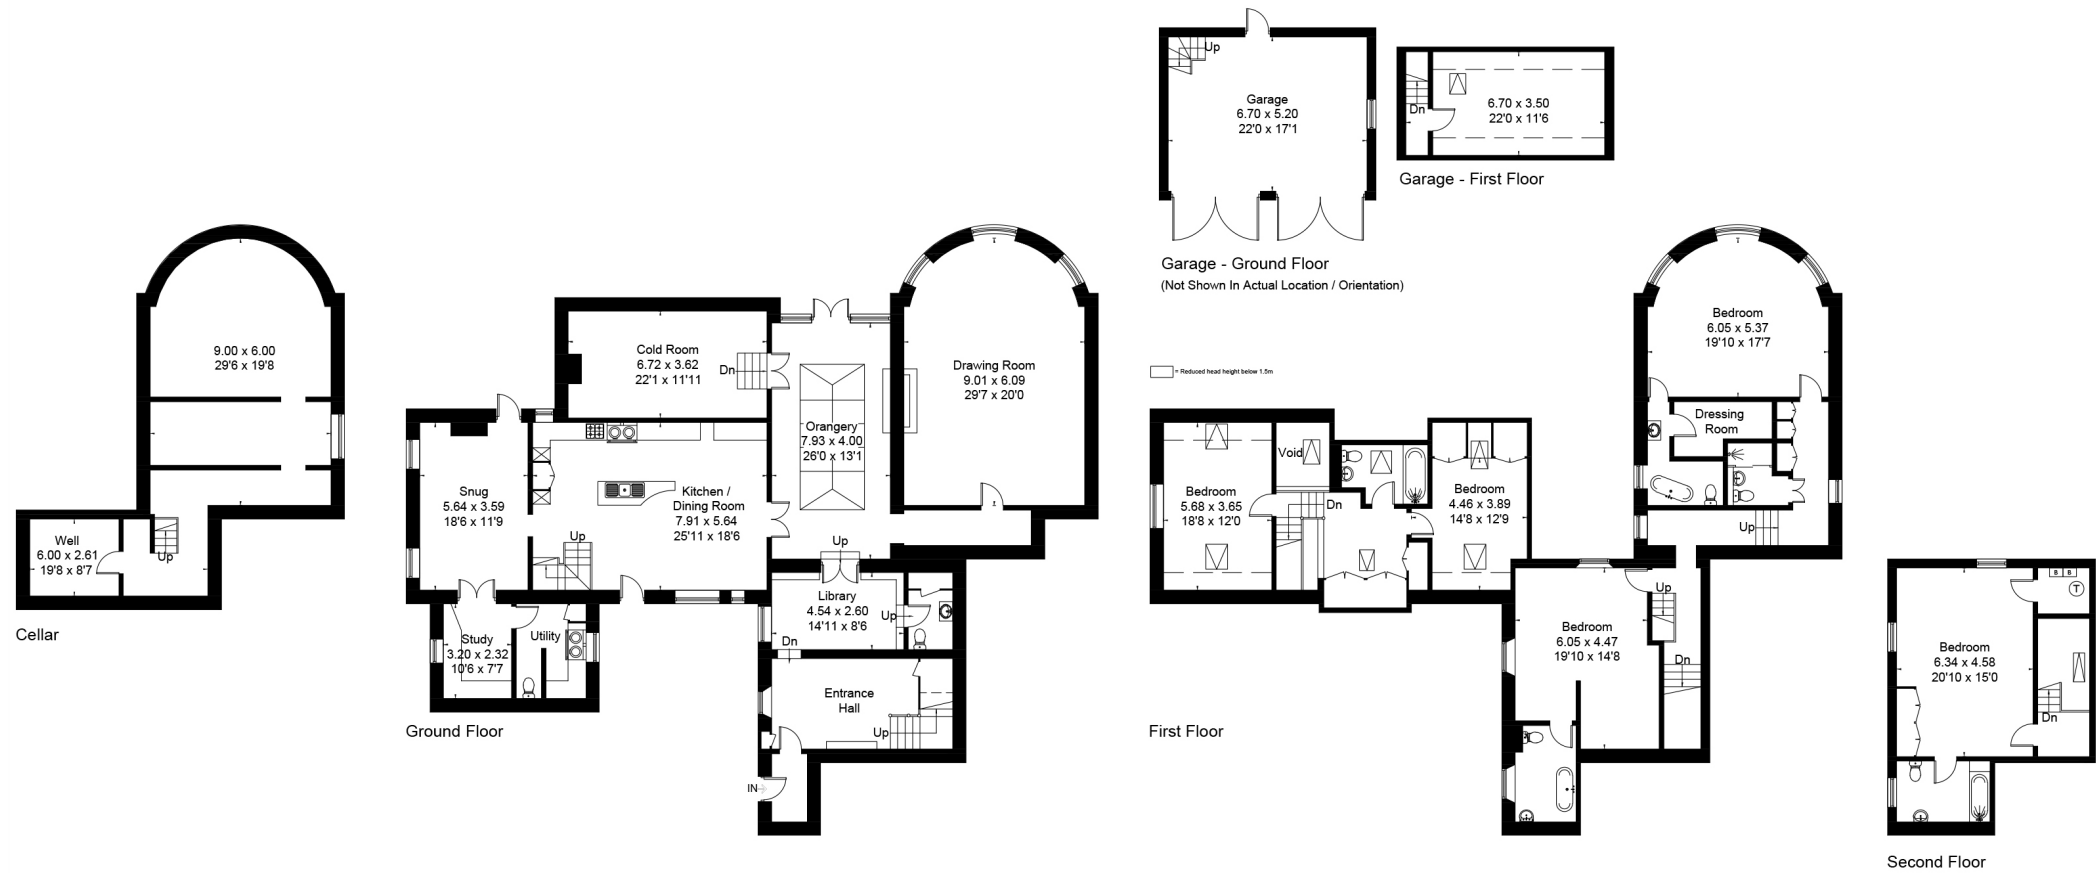 9.00 x 6.00
29'6 x 19'8
Well
6.00 x 2.61
19'8 x 8'7
Up
Cellar
Cold Room
6.72 x 3.62
22'1 x 11'11
Dn
Drawing Room
9.01 x 6.09
29'7 x 20'0
Orangery
7.93 x 4.00
26'0 x 13'1
Snug
5.64 x 3.59
18'6 x 11'9
Kitchen /
Dining Room
7.91 x 5.64
25'11 x 18'6
Up
Up
Library
4.54 x 2.60
14'11 x 8'6
Up
Dn
Study
3.20 x 2.32
10'6 x 7'7
Utility
Entrance
Hall
Up
IN
Ground Floor
Up
Garage
6.70 x 5.20
22'0 x 17'1
Garage - Ground Floor
(Not Shown In Actual Location / Orientation)
Dn
6.70 x 3.50
22'0 x 11'6
Garage - First Floor
= Reduced head height below 1.5m
Bedroom
6.05 x 5.37
19'10 x 17'7
Dressing
Room
Void
Bedroom
5.68 x 3.65
18'8 x 12'0
Dn
Bedroom
4.46 x 3.89
14'8 x 12'9
Up
Up
Bedroom
6.05 x 4.47
19'10 x 14'8
Dn
First Floor
B B
T
Bedroom
6.34 x 4.58
20'10 x 15'0
Dn
Second Floor